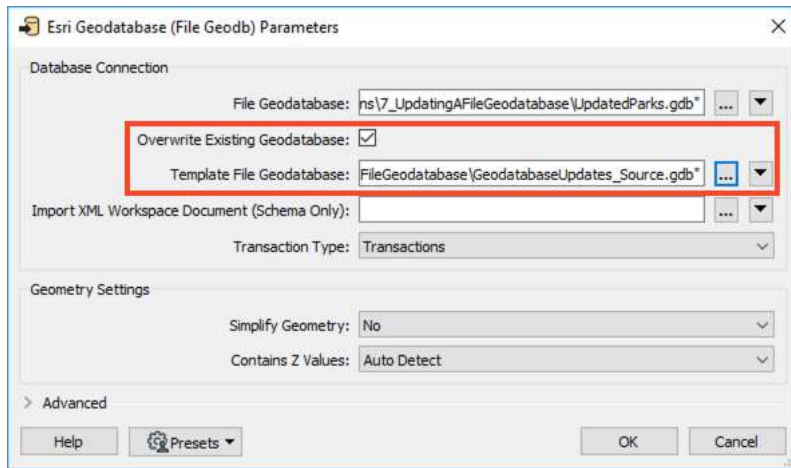 Esri Geodatabase (File Geodb) Parameters
Database Connection
File Geodatabase: ns\7_UpdatingAFileGeodatabase\UpdatedParks.gdb" ...
Overwrite Existing Geodatabase:
Template File Geodatabase: FileGeodatabase\GeodatabaseUpdates_Source.gdb" ...
Import XML Workspace Document (Schema Only): ...
Transaction Type: Transactions
Geometry Settings
Simplify Geometry: No
Contains Z Values: Auto Detect
> Advanced
Help Presets OK Cancel